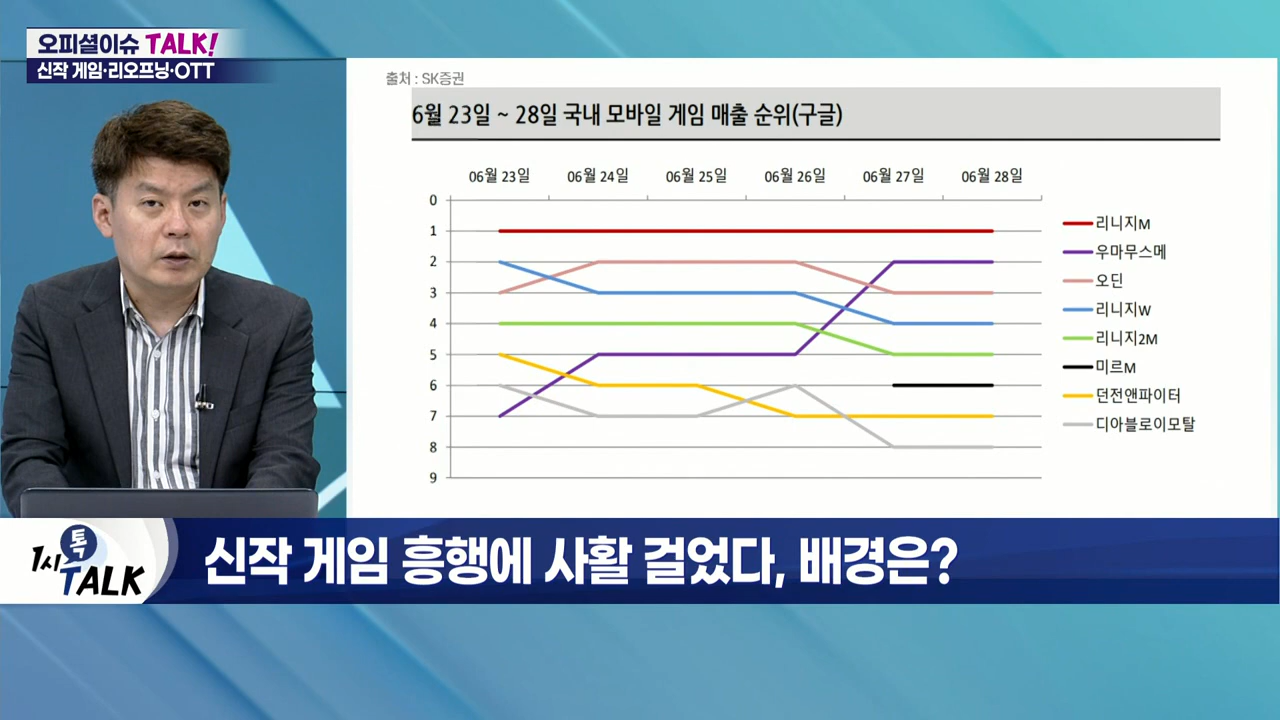 오피셜이슈 TALK!
신작 게임·리오프닝·OTT
출처 : SK증권
6월 23일 ~ 28일 국내 모바일 게임 매출 순위(구글)
06월 23일 06월 24일 06월 25일 06월 26일 06월 27일 06월 28일
0
1
2
3
4
5
6
7
8
9
리니지M
우마무스메
오딘
리니지W
리니지2M
미르M
던전앤파이터
디아블로이모탈
1시톡 TALK
신작 게임 흥행에 사활 걸었다, 배경은?